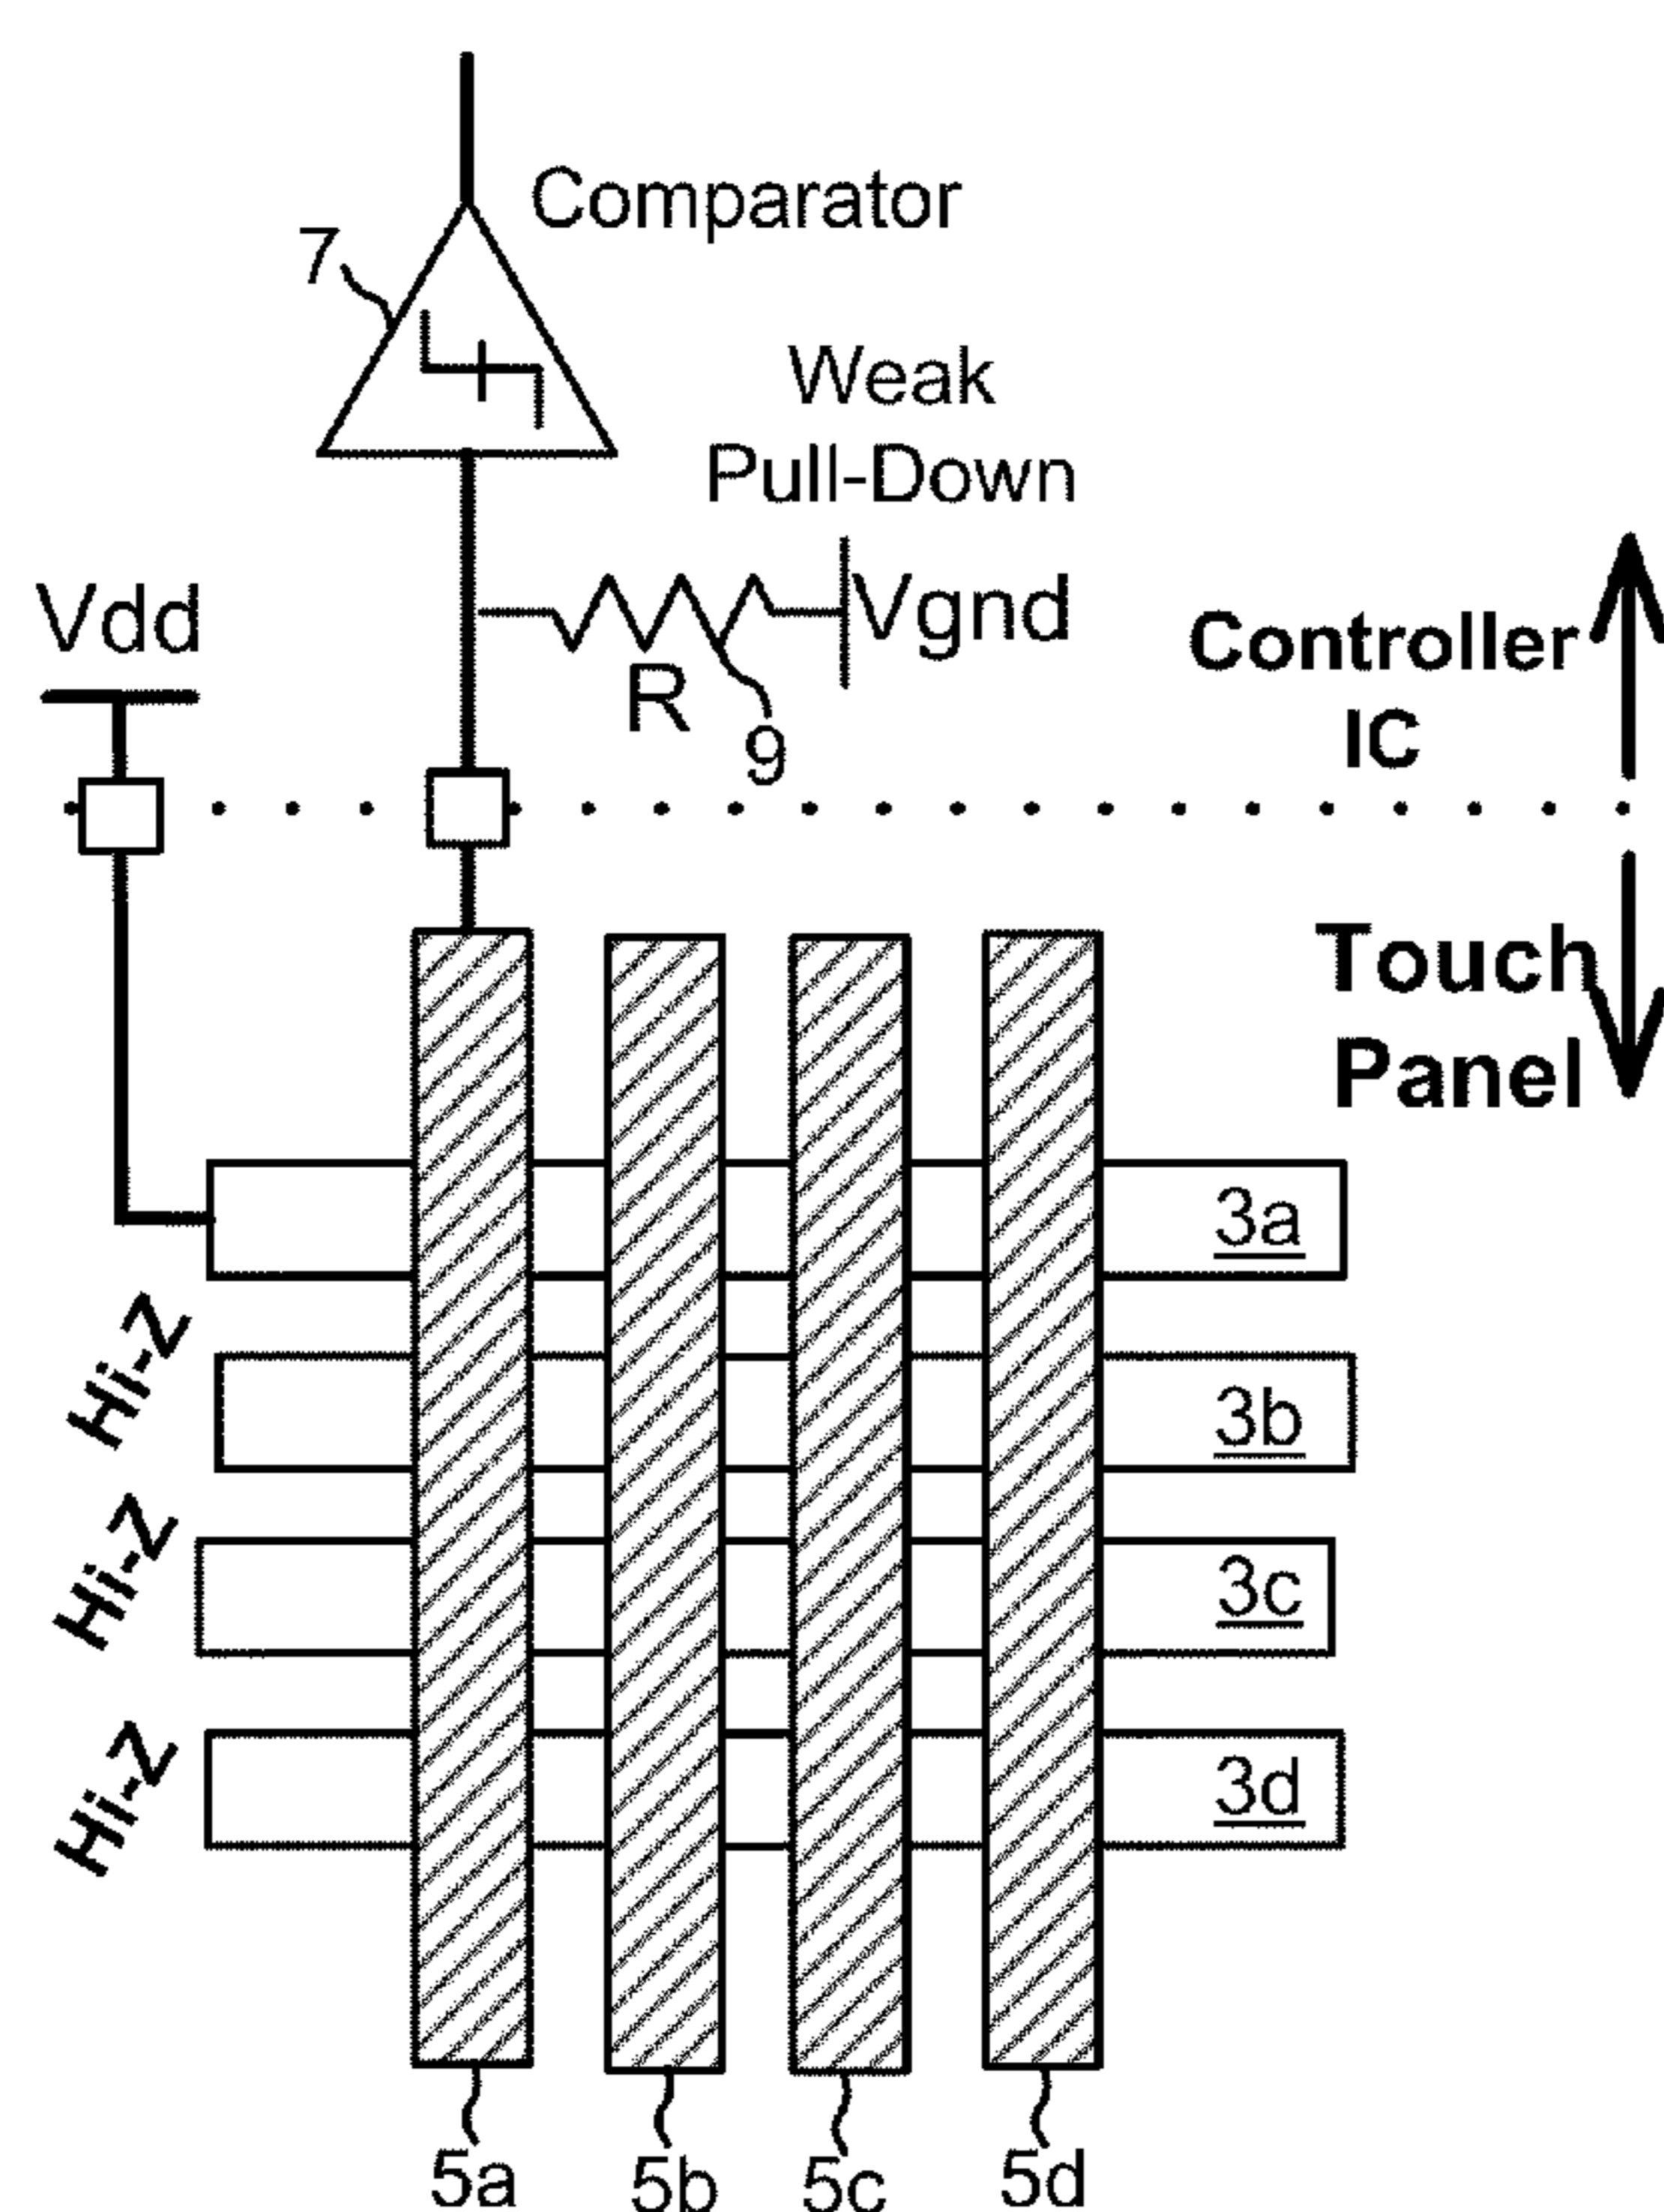 Comparator
7
Weak
Pull-Down
Vdd
Vgnd
R
9
Controller
IC
Touch
Panel
3a
Hi-Z
3b
Hi-Z
3c
Hi-Z
3d
5a
5b
5c
5d